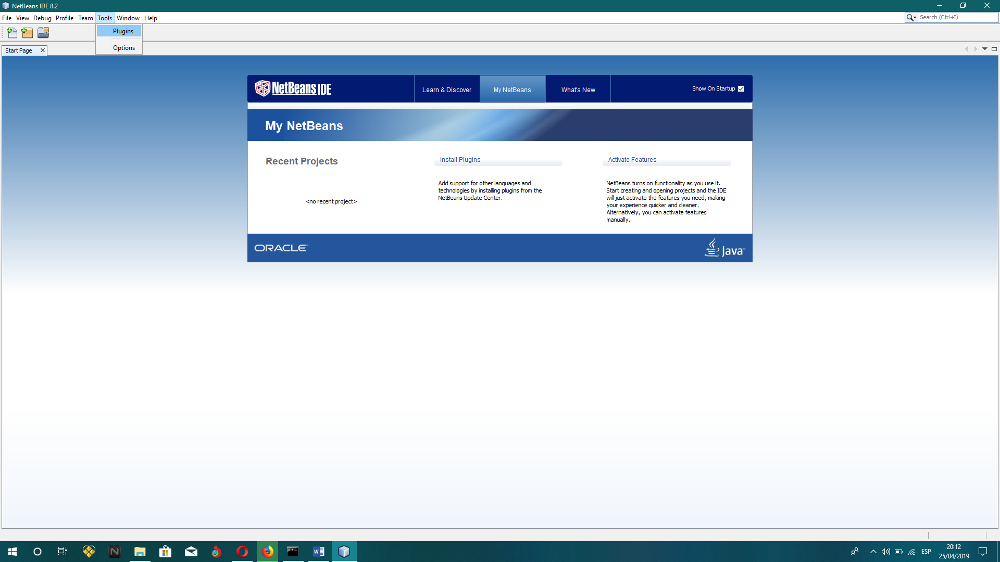 NetBeans IDE 8.2
File View Debug Profile Team Tools Window Help
Search (Ctrl+I)
Plugins
Options
Start Page
NetBeans IDE
Learn & Discover
My NetBeans
What's New
Show On Startup
My NetBeans
Recent Projects
<no recent project>
Install Plugins
Add support for other languages and
technologies by installing plugins from the
NetBeans Update Center.
Activate Features
NetBeans turns on functionality as you use it.
Start creating and opening projects and the IDE
will just activate the features you need, making
your experience quicker and cleaner.
Alternatively, you can activate features
manually.
ORACLE
Java™
ESP
20:12
25/04/2019